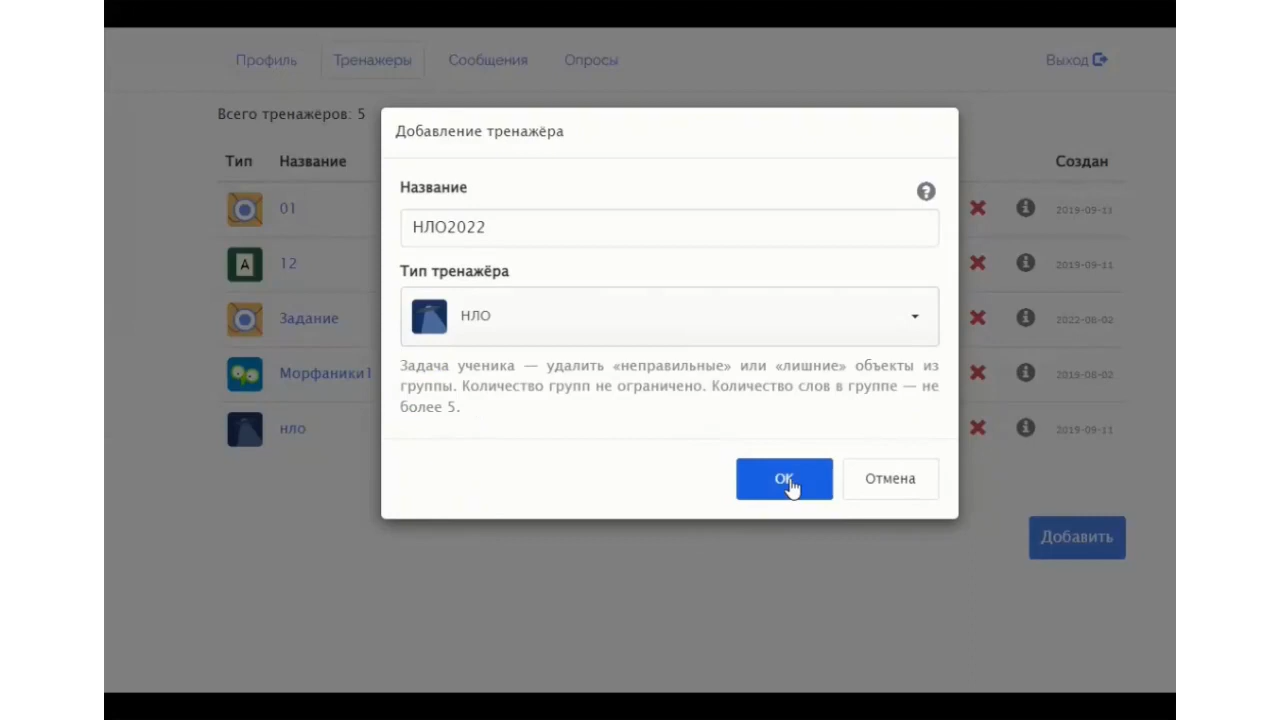 Профиль Тренажеры Сообщения Опросы Выход
Всего тренажёров: 5
Добавление тренажёра
Тип Название Создан
Название
01 2019-09-11
НЛО2022
A 12 2019-09-11
Тип тренажёра
НЛО
Задание 2022-08-02
Задача ученика — удалить «неправильные» или «лишние» объекты из
группы. Количество групп не ограничено. Количество слов в группе — не
более 5.
Морфаники1 2019-08-02
нло 2019-09-11
ОК Отмена
Добавить